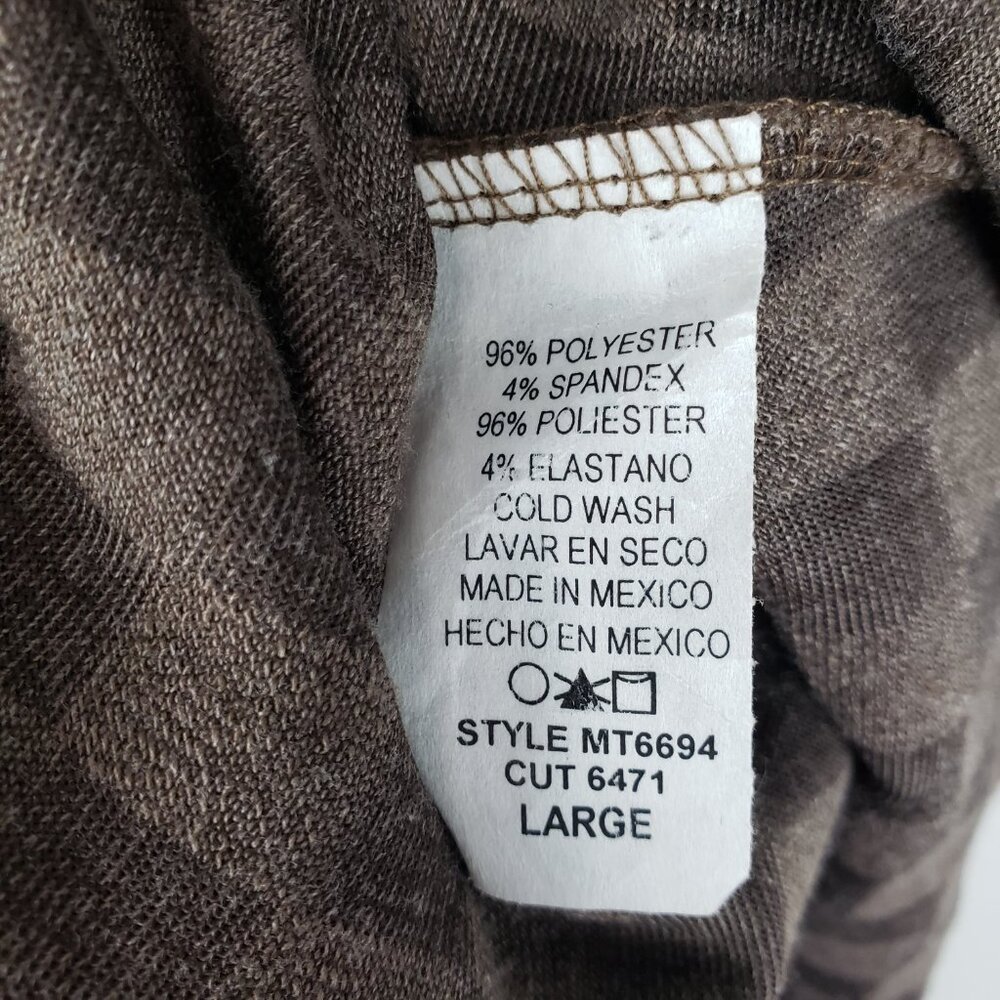 96% POLYESTER
4% SPANDEX
96% POLIESTER
4% ELASTANO
COLD WASH
LAVAR EN SECO
MADE IN MEXICO
HECHO EN MEXICO
STYLE MT6694
CUT 6471
LARGE